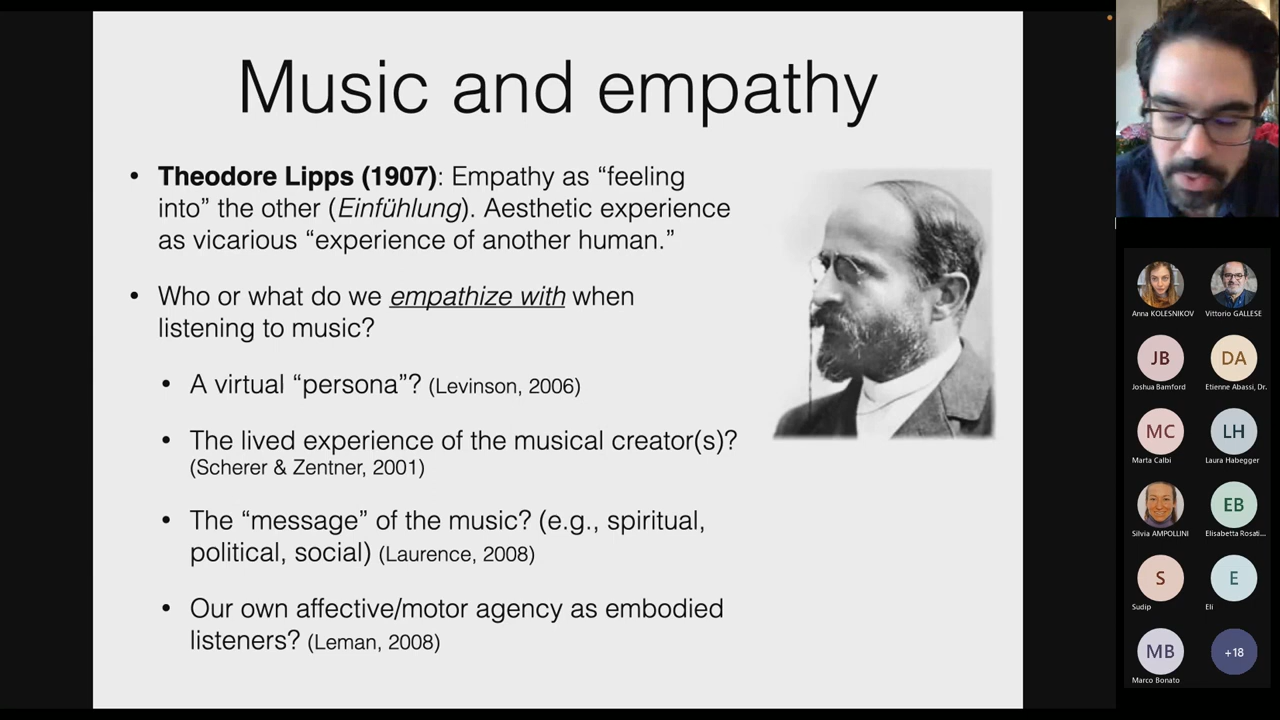 Music and empathy
• Theodore Lipps (1907): Empathy as “feeling
into” the other (Einfühlung). Aesthetic experience
as vicarious “experience of another human.”
• Who or what do we empathize with when
listening to music?
• A virtual “persona”? (Levinson, 2006)
• The lived experience of the musical creator(s)?
(Scherer & Zentner, 2001)
• The “message” of the music? (e.g., spiritual,
political, social) (Laurence, 2008)
• Our own affective/motor agency as embodied
listeners? (Leman, 2008)
Anna KOLESNIKOV
Vittorio GALLESE
JB
DA
Joshua Bamford
Etienne Abassi, Dr.
MC
LH
Marta Calbi
Laura Habegger
EB
Silvia AMPOLLINI
Elisabetta Rosati...
S
E
Sudip
Eli
MB
+18
Marco Bonato